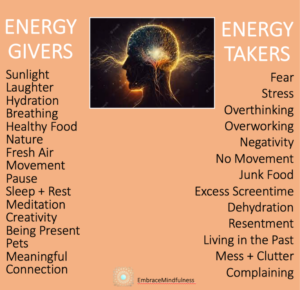 ENERGY
GIVERS
Sunlight
Laughter
Hydration
Breathing
Healthy Food
Nature
Fresh Air
Movement
Pause
Sleep + Rest
Meditation
Creativity
Being Present
Pets
Meaningful
Connection
ENERGY
TAKERS
Fear
Stress
Overthinking
Overworking
Negativity
No Movement
Junk Food
Excess Screentime
Dehydration
Resentment
Living in the Past
Mess + Clutter
Complaining
EmbraceMindfulness